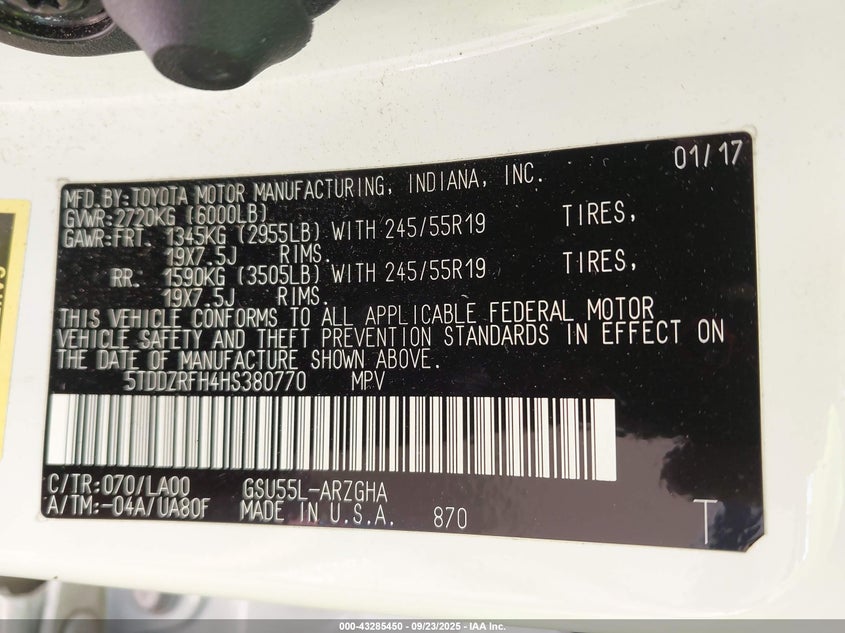 01/17
MFD.BY:TOYOTA MOTOR MANUFACTURING, INDIANA, INC.
GVWR:2720KG (6000LB)
GAWR:FRT. 1345KG (2955LB) WITH 245/55R19 TIRES,
19X7.5J RIMS.
RR. 1590KG (3505LB) WITH 245/55R19 TIRES,
19X7.5J RIMS.
THIS VEHICLE CONFORMS TO ALL APPLICABLE FEDERAL MOTOR
VEHICLE SAFETY AND THEFT PREVENTION STANDARDS IN EFFECT ON
THE DATE OF MANUFACTURE SHOWN ABOVE.
5TDDZRFH4HS380770 MPV
C/TR:070/LA00 GSU55L-ARZGHA
A/TM:-04A/UA80F MADE IN U.S.A. 870
T
000-43285450 - 09/23/2025 - IAA Inc.